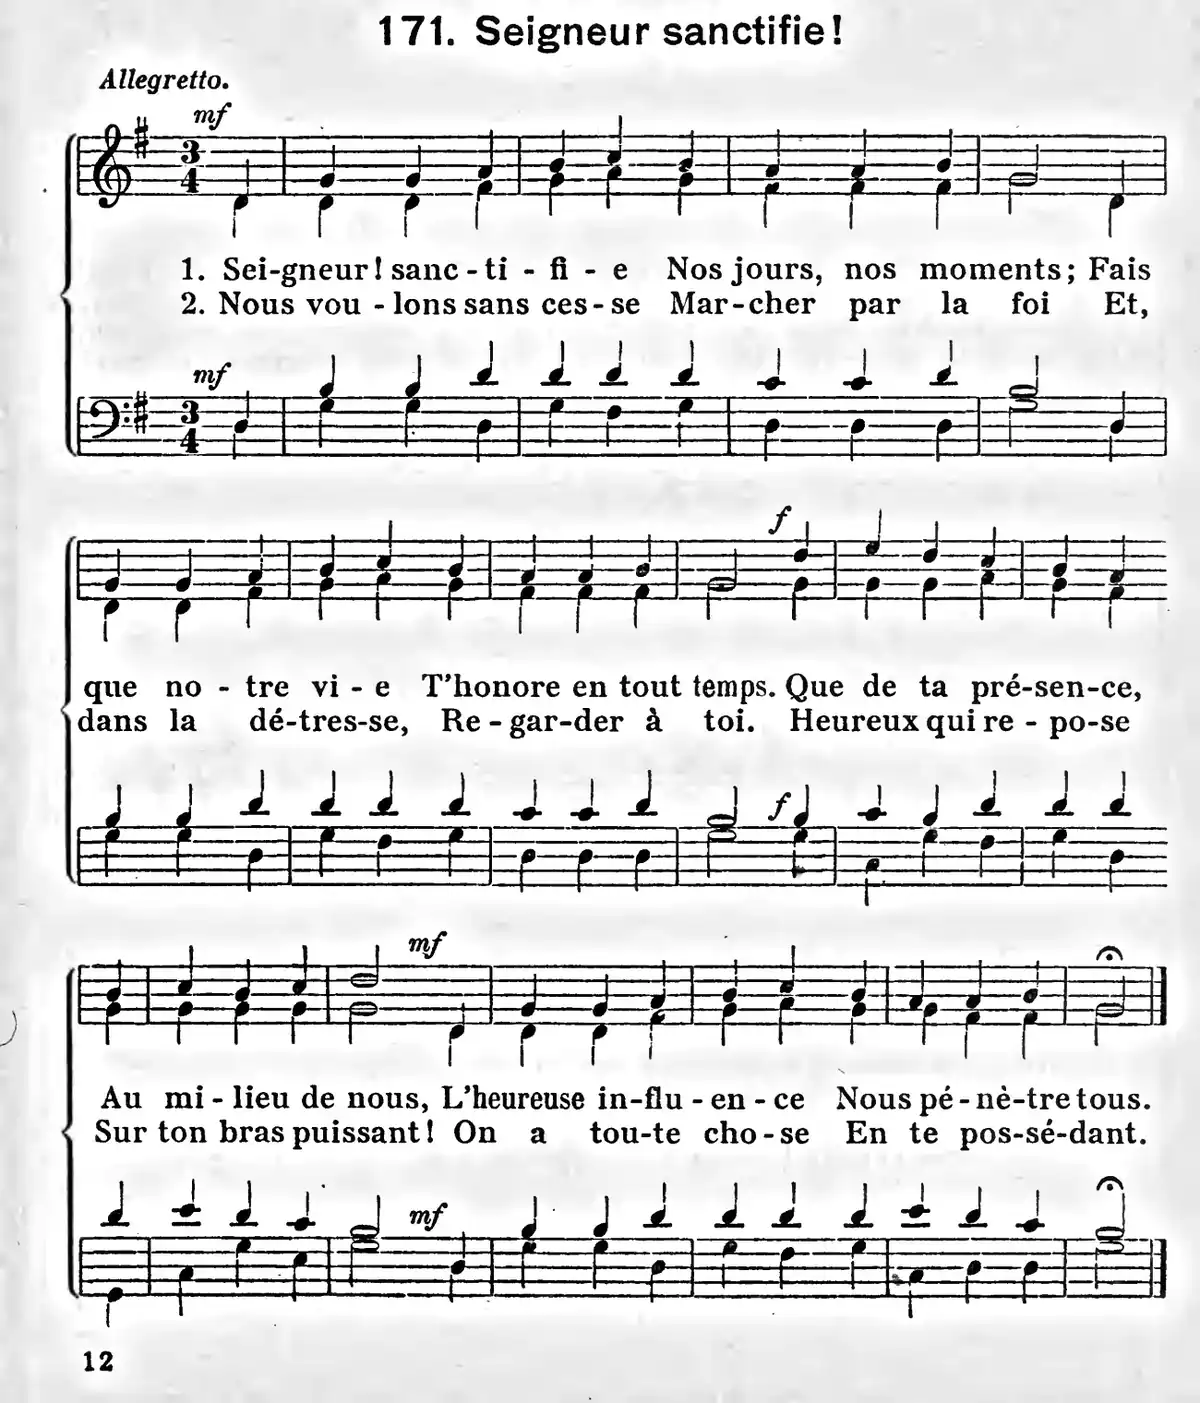 171. Seigneur sanctifie!
Allegretto.
mf
3
4
1. Sei-gneur! sanc - ti - fi - e Nos jours, nos moments; Fais
2. Nous vou - lons sans ces - se Mar-cher par la foi Et,
mf
3
4
f
que no - tre vi - e T'honore en tout temps. Que de ta pré-sen-ce,
dans la dé-tres-se, Re-gar-der à toi. Heureux qui re - po-se
f
mf
Au mi - lieu de nous, L'heureuse in-flu - en - ce Nous pé - nè-tre tous.
Sur ton bras puissant! On a tou-te cho-se En te pos-sé-dant.
mf
12